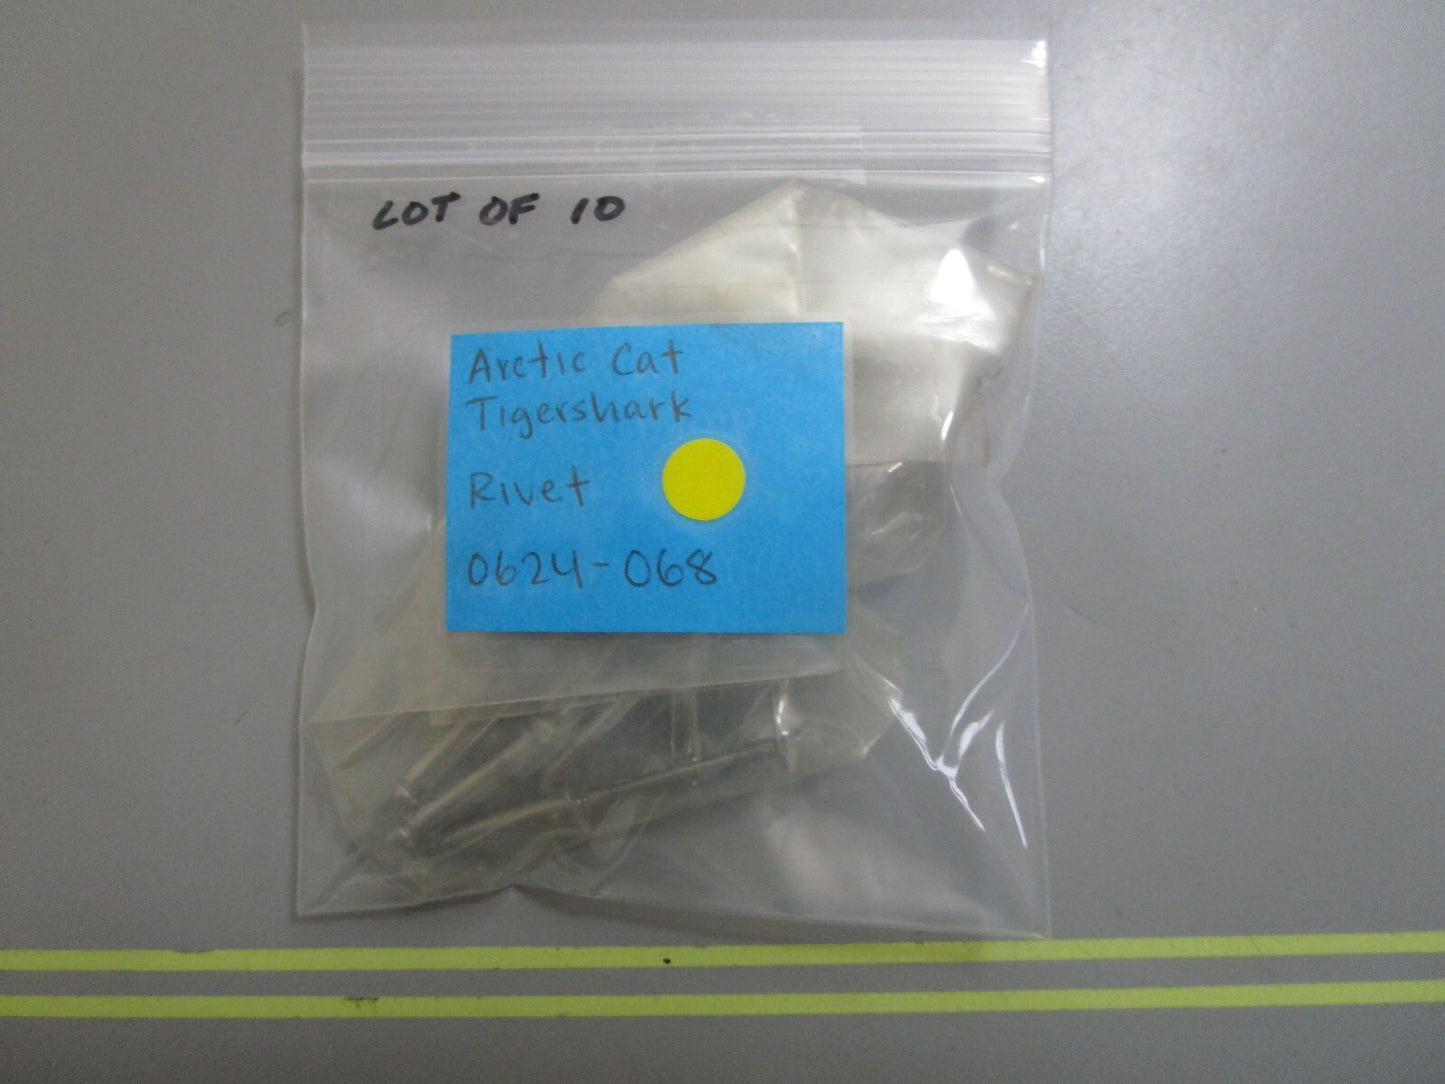 LOT OF 10
Arctic Cat
Tigershark
Rivet
0624-068